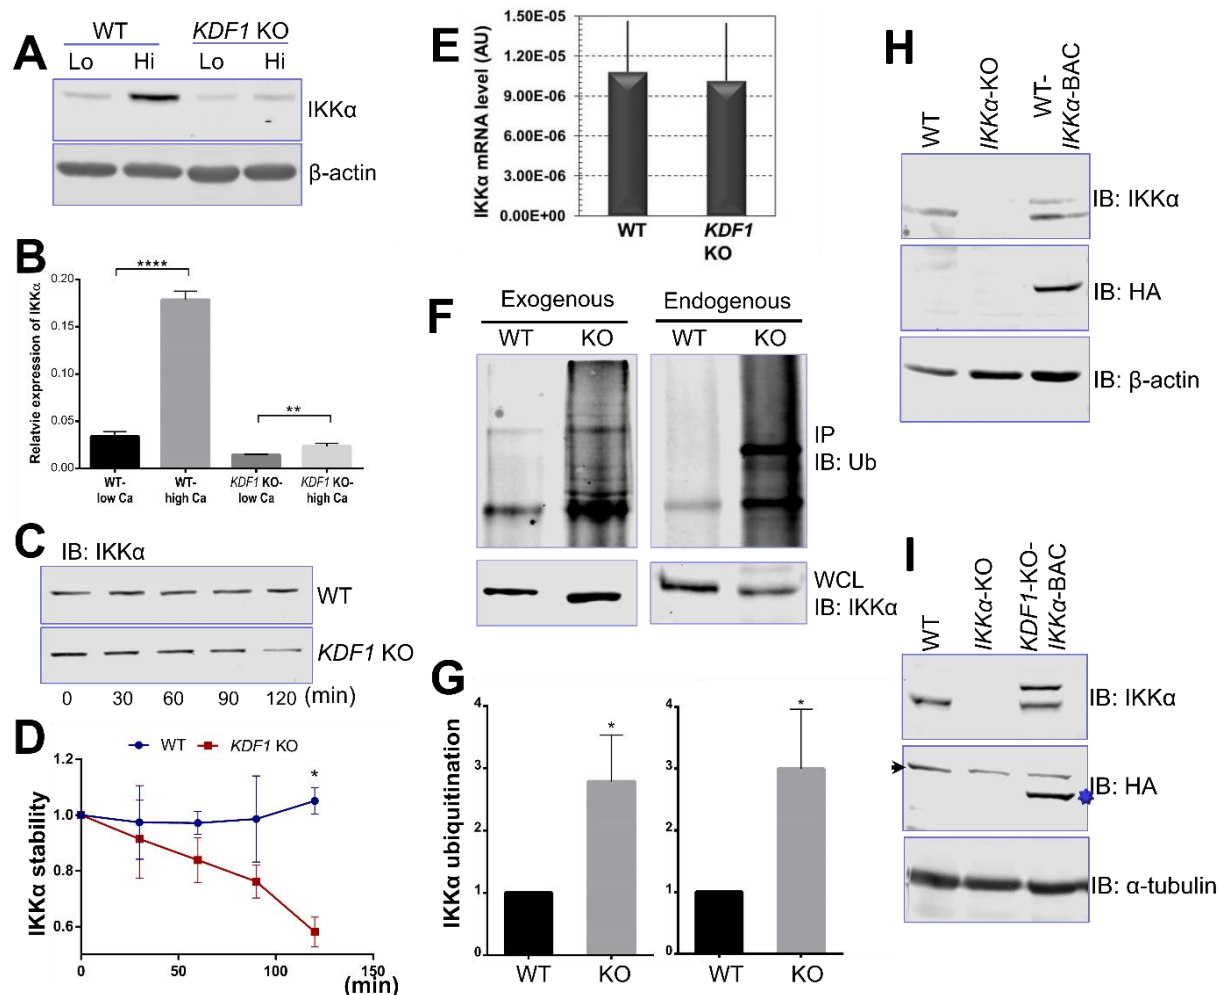 A
WT
KDF1 KO
Lo
Hi
Lo
Hi
IKKα
β-actin
B
Relatvie expression of IKKα
0.20
0.15
0.10
0.05
0.00
****
**
WT-
low Ca
WT-
high Ca
KDF1 KO-
low Ca
KDF1 KO-
high Ca
C
IB: IKKα
WT
KDF1 KO
0 30 60 90 120 (min)
D
WT
KDF1 KO
IKKα stability
1.2
1.0
0.8
0.6
*
0 50 100 150
(min)
E
IKKα mRNA level (AU)
1.50E-05
1.20E-05
9.00E-06
6.00E-06
3.00E-06
0.00E+00
WT
KDF1
KO
F
Exogenous
Endogenous
WT
KO
WT
KO
IP
IB: Ub
WCL
IB: IKKα
G
IKKα ubiquitination
4
3
2
1
0
*
WT
KO
4
3
2
1
0
*
WT
KO
H
WT
IKKα-KO
WT-
IKKα-BAC
IB: IKKα
IB: HA
IB: β-actin
I
WT
IKKα-KO
KDF1-KO-
IKKα-BAC
IB: IKKα
IB: HA
IB: α-tubulin